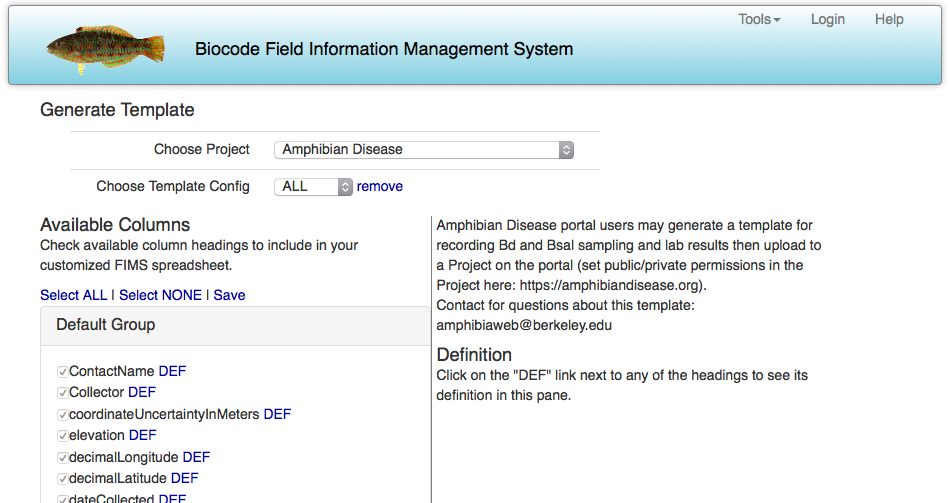 Tools Login Help
Biocode Field Information Management System
Generate Template
Choose Project Amphibian Disease
Choose Template Config ALL remove
Available Columns
Check available column headings to include in your
customized FIMS spreadsheet.
Select ALL | Select NONE | Save
Default Group
ContactName DEF
Collector DEF
coordinateUncertaintyInMeters DEF
elevation DEF
decimalLongitude DEF
decimalLatitude DEF
dateCollected DEF
Amphibian Disease portal users may generate a template for
recording Bd and Bsal sampling and lab results then upload to
a Project on the portal (set public/private permissions in the
Project here: https://amphibiandisease.org).
Contact for questions about this template:
amphibiaweb@berkeley.edu
Definition
Click on the "DEF" link next to any of the headings to see its
definition in this pane.